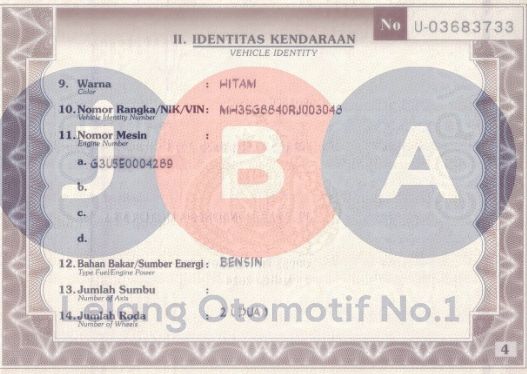 No U-03683733
II. IDENTITAS KENDARAAN
VEHICLE IDENTITY
9. Warna : HITAM
Color
10. Nomor Rangka/NIK/VIN : MH3SG6640RJ003048
Vehicle Identity Number
11. Nomor Mesin :
Engine Number
a. G3U5E0004289
b.
c.
d.
12. Bahan Bakar/Sumber Energi : BENSIN
Type Fuel/Engine Power
13. Jumlah Sumbu :
Number of Axis
14. Jumlah Roda : 2 (DUA)
Number of Wheels
JBA
Lelang Otomotif No.1
4